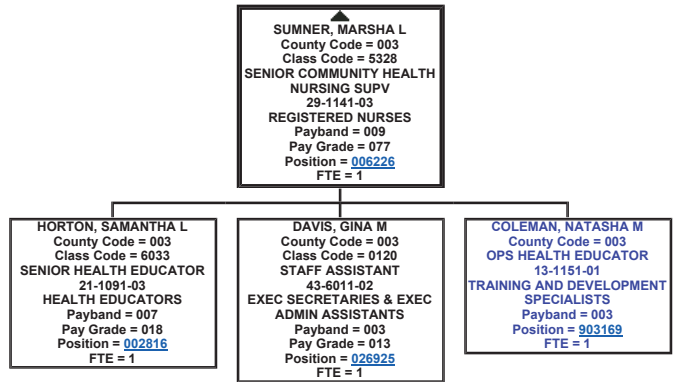 SUMNER, MARSHA L
County Code = 003
Class Code = 5328
SENIOR COMMUNITY HEALTH
NURSING SUPV
29-1141-03
REGISTERED NURSES
Payband = 009
Pay Grade = 077
Position = 006226
FTE = 1
HORTON, SAMANTHA L
County Code = 003
Class Code = 6033
SENIOR HEALTH EDUCATOR
21-1091-03
HEALTH EDUCATORS
Payband = 007
Pay Grade = 018
Position = 002816
FTE = 1
DAVIS, GINA M
County Code = 003
Class Code = 0120
STAFF ASSISTANT
43-6011-02
EXEC SECRETARIES & EXEC
ADMIN ASSISTANTS
Payband = 003
Pay Grade = 013
Position = 026925
FTE = 1
COLEMAN, NATASHA M
County Code = 003
OPS HEALTH EDUCATOR
13-1151-01
TRAINING AND DEVELOPMENT
SPECIALISTS
Payband = 003
Position = 903169
FTE = 1